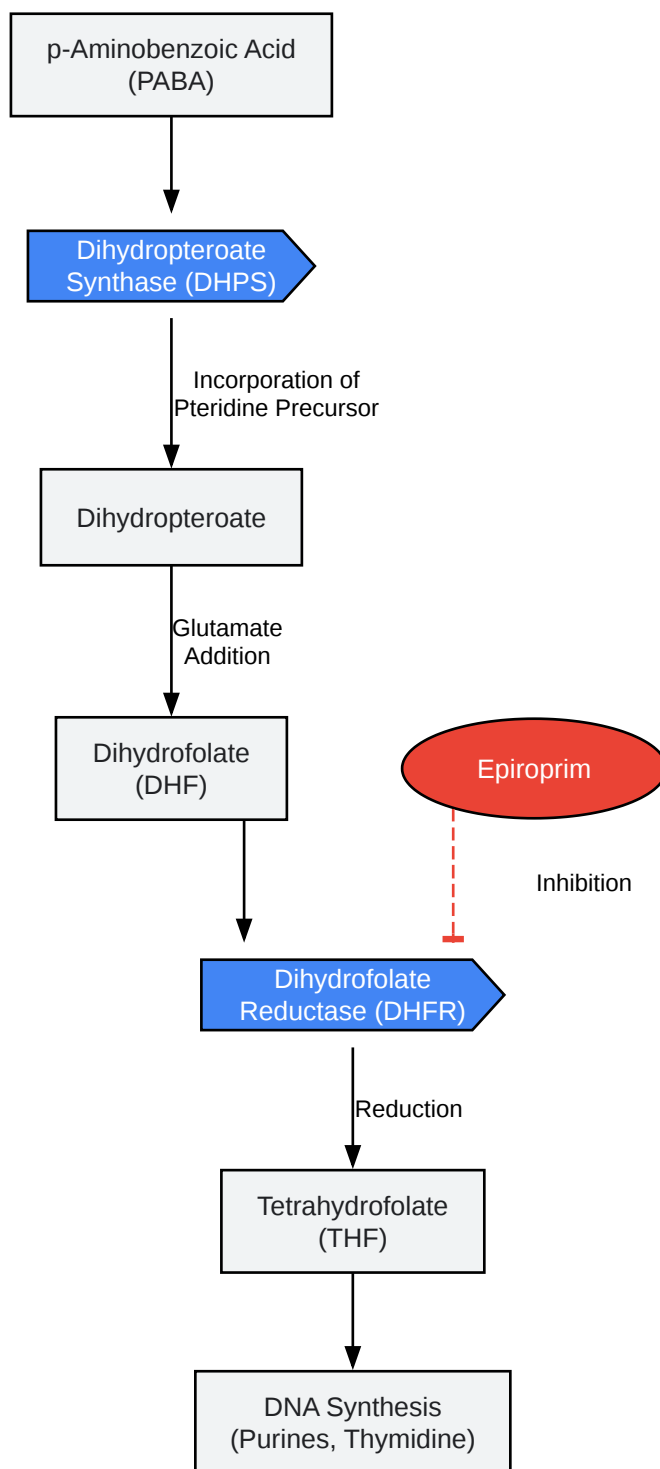 p-Aminobenzoic Acid
(PABA)
Dihydropteroate
Synthase (DHPS)
Incorporation of
Pteridine Precursor
Dihydropteroate
Glutamate
Addition
Dihydrofolate
(DHF)
Epiroprim
Inhibition
Dihydrofolate
Reductase (DHFR)
Reduction
Tetrahydrofolate
(THF)
DNA Synthesis
(Purines, Thymidine)